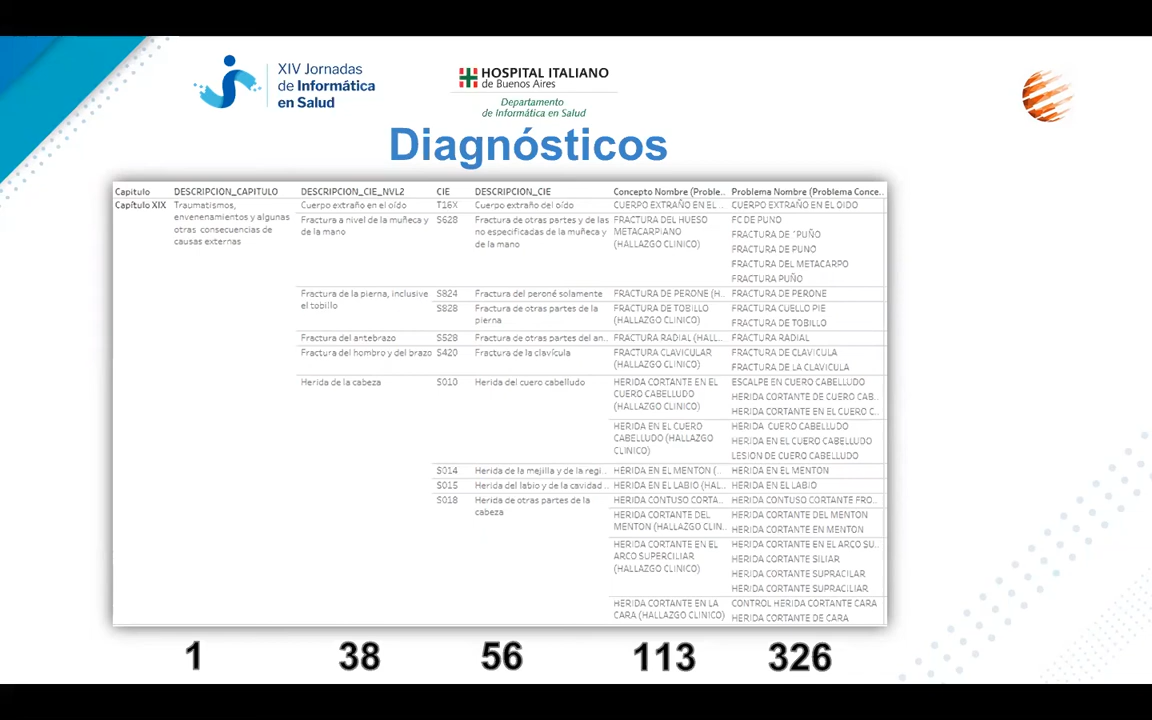 XIV Jornadas
de Informática
en Salud
HOSPITAL ITALIANO
de Buenos Aires
Departamento
de Informática en Salud
Diagnósticos
Capitulo DESCRIPCION_CAPITULO DESCRIPCION_CIE_NVL2 CIE DESCRIPCION_CIE Concepto Nombre (Proble.. Problema Nombre (Problema Conce..
Capítulo XIX Traumatismos, Cuerpo extraño en el oído T16X Cuerpo extraño del oído CUERPO EXTRAÑO EN EL .. CUERPO EXTRAÑO EN EL OIDO
envenenamientos y algunas
otras consecuencias de
causas externas
Fractura a nivel de la muñeca y S628 Fractura de otras partes y de las FRACTURA DEL HUESO FC DE PUNO
de la mano no especificadas de la muñeca y METACARPIANO FRACTURA DE ¨PUÑO
de la mano (HALLAZGO CLINICO) FRACTURA DE PUNO
FRACTURA DEL METACARPO
FRACTURA PUÑO
Fractura de la pierna, inclusive S824 Fractura del peroné solamente FRACTURA DE PERONE (H.. FRACTURA DE PERONE
el tobillo S828 Fractura de otras partes de la FRACTURA DE TOBILLO FRACTURA CUELLO PIE
pierna (HALLAZGO CLINICO) FRACTURA DE TOBILLO
Fractura del antebrazo S528 Fractura de otras partes del an.. FRACTURA RADIAL (HALL.. FRACTURA RADIAL
Fractura del hombro y del brazo S420 Fractura de la clavícula FRACTURA CLAVICULAR FRACTURA DE CLAVICULA
(HALLAZGO CLINICO) FRACTURA DE LA CLAVICULA
Herida de la cabeza S010 Herida del cuero cabelludo HERIDA CORTANTE EN EL ESCALPE EN CUERO CABELLUDO
CUERO CABELLUDO HERIDA CORTANTE DE CUERO CAB..
(HALLAZGO CLINICO) HERIDA CORTANTE EN EL CUERO C..
HERIDA EN EL CUERO HERIDA CUERO CABELLUDO
CABELLUDO (HALLAZGO HERIDA EN EL CUERO CABELLUDO
CLINICO) LESION DE CUERO CABELLUDO
S014 Herida de la mejilla y de la regi.. HERIDA EN EL MENTON (.. HERIDA EN EL MENTON
S015 Herida del labio y de la cavidad .. HERIDA EN EL LABIO (HAL.. HERIDA EN EL LABIO
S018 Herida de otras partes de la HERIDA CONTUSO CORTA.. HERIDA CONTUSO CORTANTE FRO..
cabeza HERIDA CORTANTE DEL HERIDA CORTANTE DEL MENTON
MENTON (HALLAZGO CLIN.. HERIDA CORTANTE EN MENTON
HERIDA CORTANTE EN EL HERIDA CORTANTE EN EL ARCO SU..
ARCO SUPERCILIAR HERIDA CORTANTE SILIAR
(HALLAZGO CLINICO) HERIDA CORTANTE SUPRACILAR
HERIDA CORTANTE SUPRACILIAR
HERIDA CORTANTE EN LA CONTROL HERIDA CORTANTE CARA
CARA (HALLAZGO CLINICO) HERIDA CORTANTE DE CARA
1 38 56 113 326